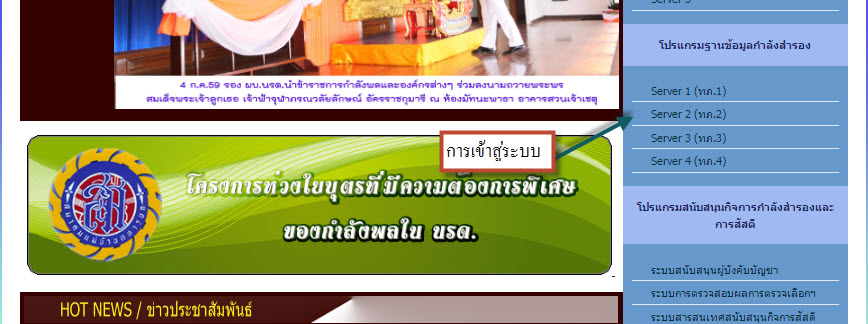 4 ก.ค.59 รอง ผบ.นรด.นำข้าราชการกำลังพลและองค์กรต่างๆ ร่วมลงนามถวายพระพร
สมเด็จพระเจ้าลูกเธอ เจ้าฟ้าจุฬาภรณวลัยลักษณ์ อัครราชกุมารี ณ ห้องมัทนะพาธา อาคารสวนเจ้าเชตุ
การเข้าสู่ระบบ
โครงการห่วงใยบุตรที่มีความต้องการพิเศษ
ของกำลังพลใน นรด.
HOT NEWS / ข่าวประชาสัมพันธ์
โปรแกรมฐานข้อมูลกำลังสำรอง
Server 1 (ทภ.1)
Server 2 (ทภ.2)
Server 3 (ทภ.3)
Server 4 (ทภ.4)
โปรแกรมสนับสนุนกิจการกำลังสำรองและ
การสัสดี
ระบบสนับสนุนผู้บังคับบัญชา
ระบบการตรวจสอบผลการตรวจเลือกฯ
ระบบสารสนเทศสนับสนุนกิจการสัสดี